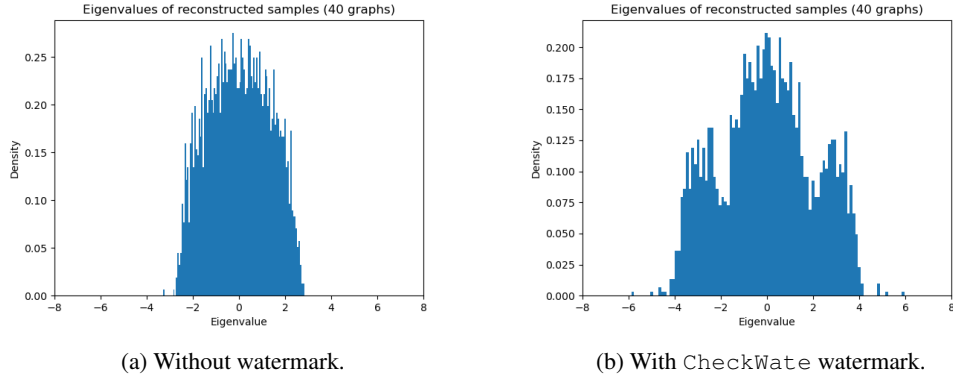 Eigenvalues of reconstructed samples (40 graphs)
0.25
0.20
0.15
0.10
0.05
0.00
Density
−8 −6 −4 −2 0 2 4 6 8
Eigenvalue
(a) Without watermark.
Eigenvalues of reconstructed samples (40 graphs)
0.200
0.175
0.150
0.125
0.100
0.075
0.050
0.025
0.000
Density
−8 −6 −4 −2 0 2 4 6 8
Eigenvalue
(b) With CheckWate watermark.